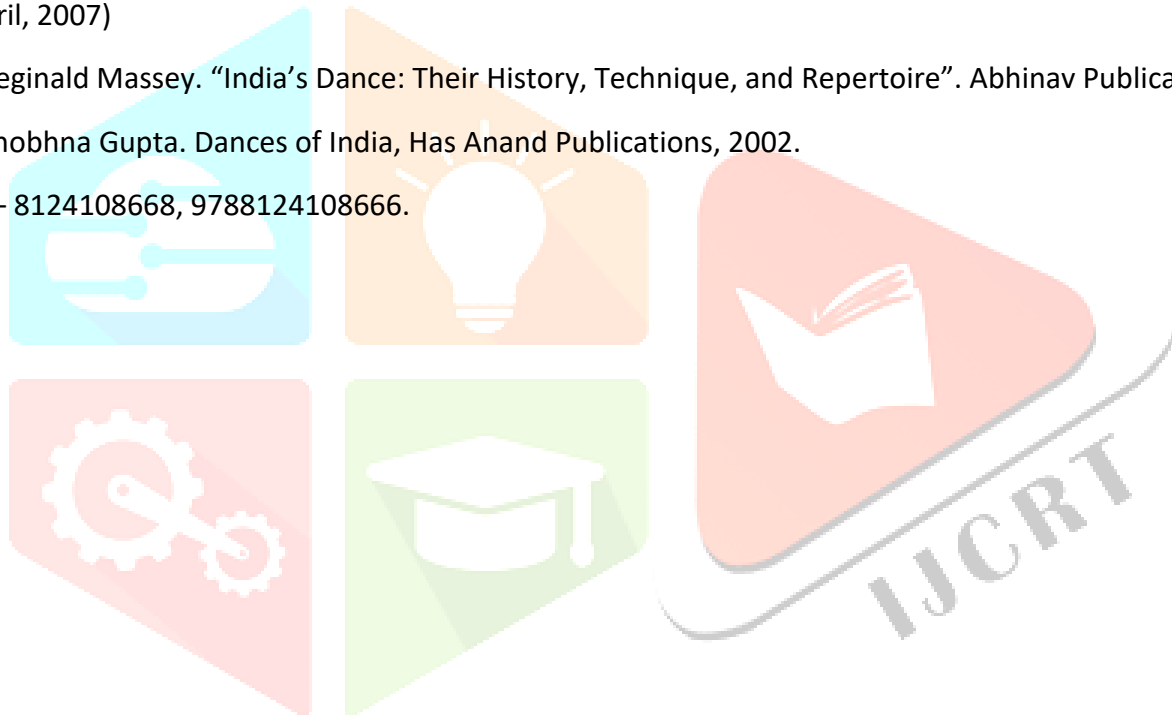 ril, 2007)
eginald Massey. “India’s Dance: Their History, Technique, and Repertoire”. Abhinav Publica
nobhna Gupta. Dances of India, Has Anand Publications, 2002.
- 8124108668, 9788124108666.
IJCRT